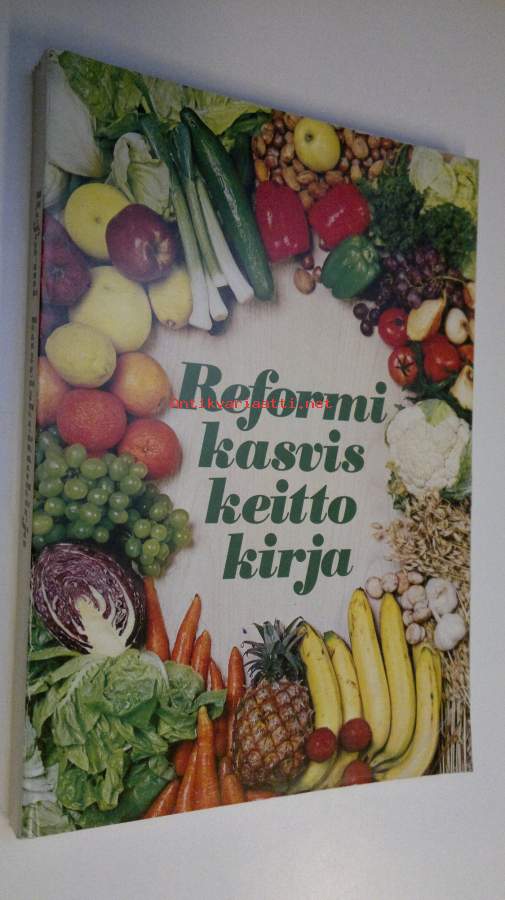 Reformi
antikvariaatti.net
kasvis
keitto
kirja